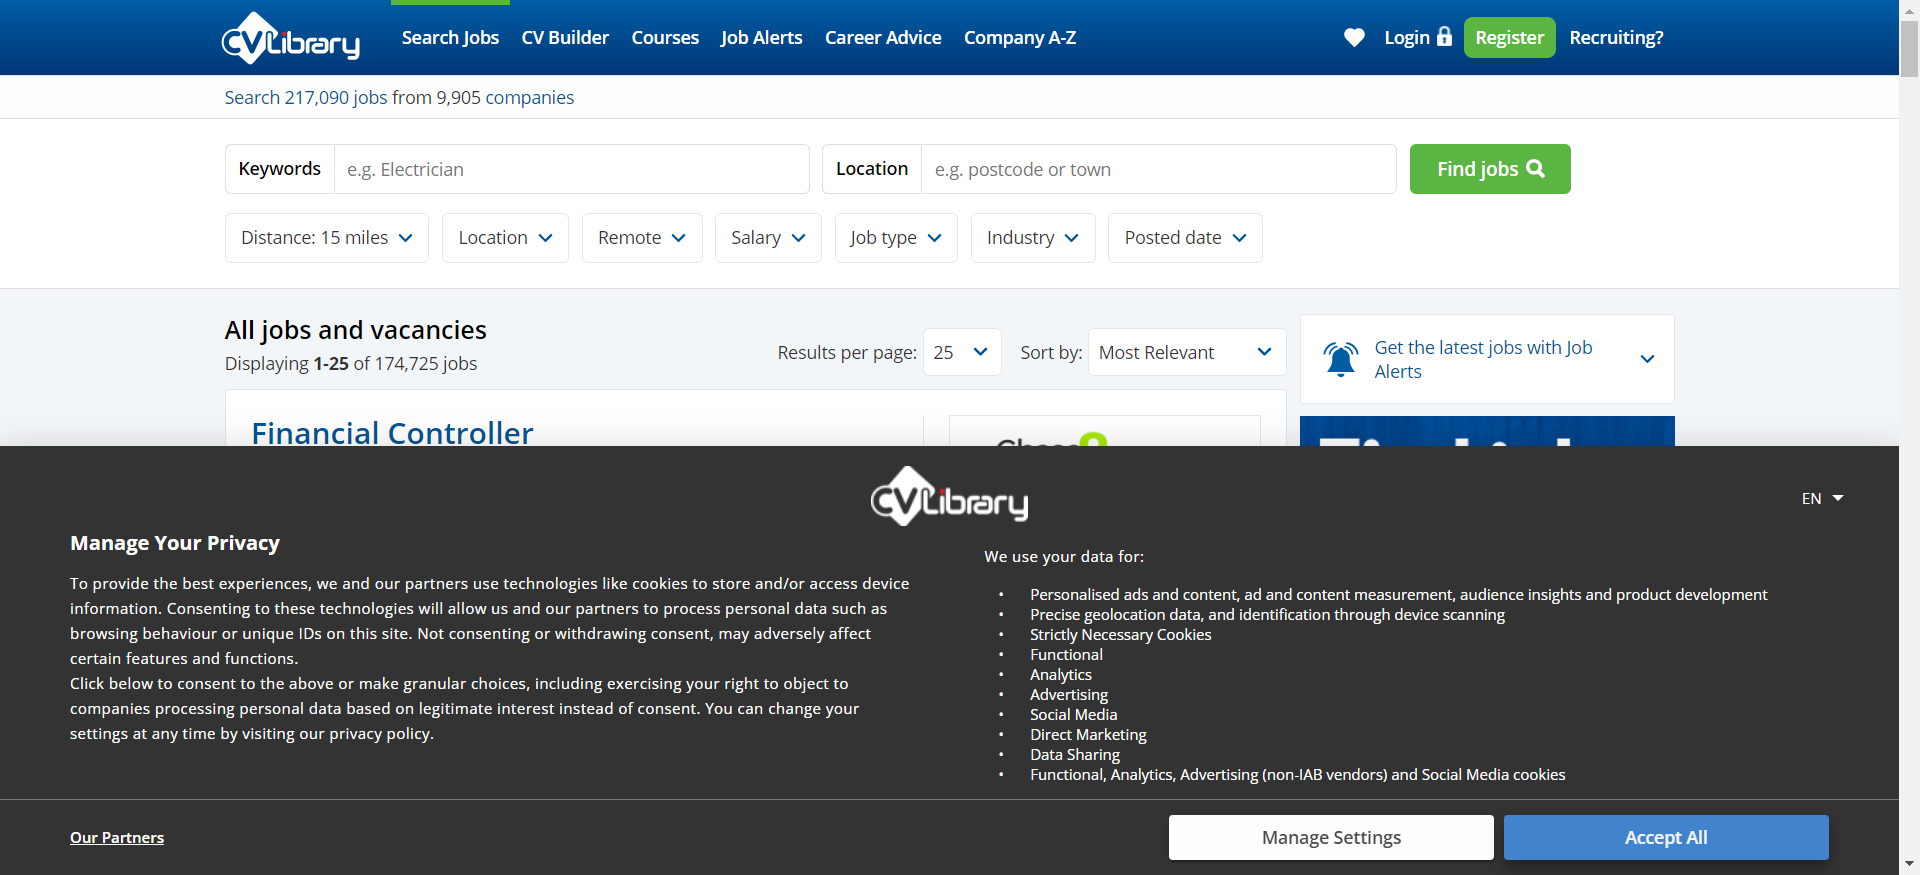 CVLibrary
Search Jobs CV Builder Courses Job Alerts Career Advice Company A-Z
Login Register Recruiting?
Search 217,090 jobs from 9,905 companies
Keywords e.g. Electrician Location e.g. postcode or town Find jobs
Distance: 15 miles Location Remote Salary Job type Industry Posted date
All jobs and vacancies
Displaying 1-25 of 174,725 jobs
Results per page: 25 Sort by: Most Relevant
Get the latest jobs with Job
Alerts
Financial Controller
CVLibrary
EN
Manage Your Privacy
To provide the best experiences, we and our partners use technologies like cookies to store and/or access device
information. Consenting to these technologies will allow us and our partners to process personal data such as
browsing behaviour or unique IDs on this site. Not consenting or withdrawing consent, may adversely affect
certain features and functions.
Click below to consent to the above or make granular choices, including exercising your right to object to
companies processing personal data based on legitimate interest instead of consent. You can change your
settings at any time by visiting our privacy policy.
We use your data for:
• Personalised ads and content, ad and content measurement, audience insights and product development
• Precise geolocation data, and identification through device scanning
• Strictly Necessary Cookies
• Functional
• Analytics
• Advertising
• Social Media
• Direct Marketing
• Data Sharing
• Functional, Analytics, Advertising (non-IAB vendors) and Social Media cookies
Our Partners
Manage Settings
Accept All